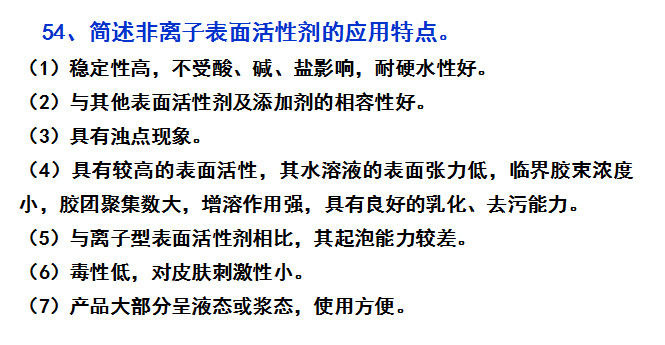 54、简述非离子表面活性剂的应用特点。
（1）稳定性高，不受酸、碱、盐影响，耐硬水性好。
（2）与其他表面活性剂及添加剂的相容性好。
（3）具有浊点现象。
（4）具有较高的表面活性，其水溶液的表面张力低，临界胶束浓度
小，胶团聚集数大，增溶作用强，具有良好的乳化、去污能力。
（5）与离子型表面活性剂相比，其起泡能力较差。
（6）毒性低，对皮肤刺激性小。
（7）产品大部分呈液态或浆态，使用方便。